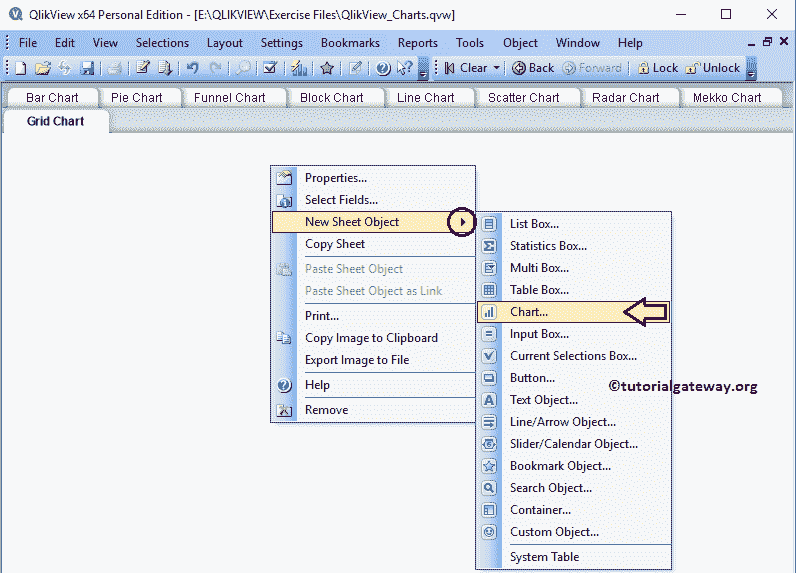 QlikView x64 Personal Edition - [E:\QLIKVIEW\Exercise Files\QlikView_Charts.qvw]
File Edit View Selections Layout Settings Bookmarks Reports Tools Object Window Help
Clear Back Forward Lock Unlock
Bar Chart Pie Chart Funnel Chart Block Chart Line Chart Scatter Chart Radar Chart Mekko Chart
Grid Chart
Properties...
Select Fields...
New Sheet Object
Copy Sheet
Paste Sheet Object
Paste Sheet Object as Link
Print...
Copy Image to Clipboard
Export Image to File
Help
Remove
List Box...
Statistics Box...
Multi Box...
Table Box...
Chart...
Input Box...
Current Selections Box...
Button...
Text Object...
Line/Arrow Object...
Slider/Calendar Object...
Bookmark Object...
Search Object...
Container...
Custom Object...
System Table
©tutorialgateway.org